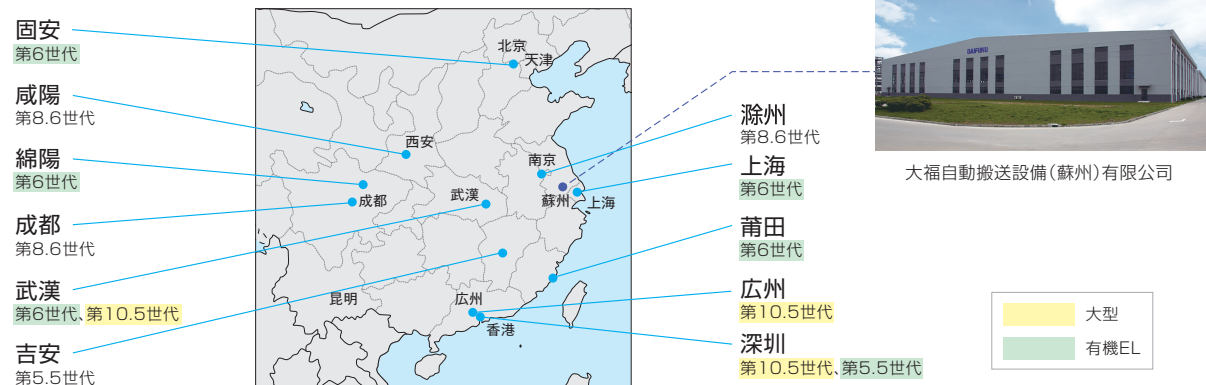 固安
第6世代
咸陽
第8.6世代
綿陽
第6世代
成都
第8.6世代
武漢
第6世代、第10.5世代
吉安
第5.5世代
北京
天津
西安
南京
武漢
蘇州
上海
成都
昆明
広州
香港
滁州
第8.6世代
上海
第6世代
莆田
第6世代
広州
第10.5世代
深圳
第10.5世代、第5.5世代
DAIFUKU
大福自動搬送設備(蘇州)有限公司
大型
有機EL